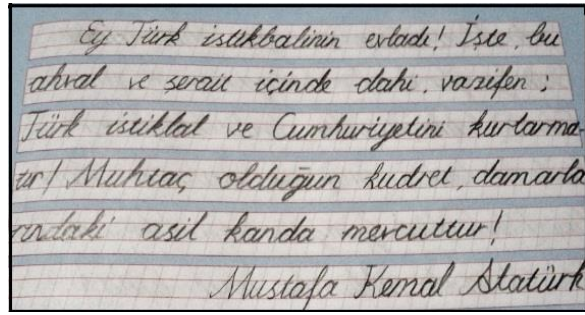 Ey Türk istikbalinin evladı! İşte, bu
ahval ve şerait içinde dahi, vazifen;
Türk istiklal ve Cumhuriyetini kurtarma
tır! Muhtaç olduğun kudret, damarla
rındaki asil kanda mevcuttur!
Mustafa Kemal Atatürk